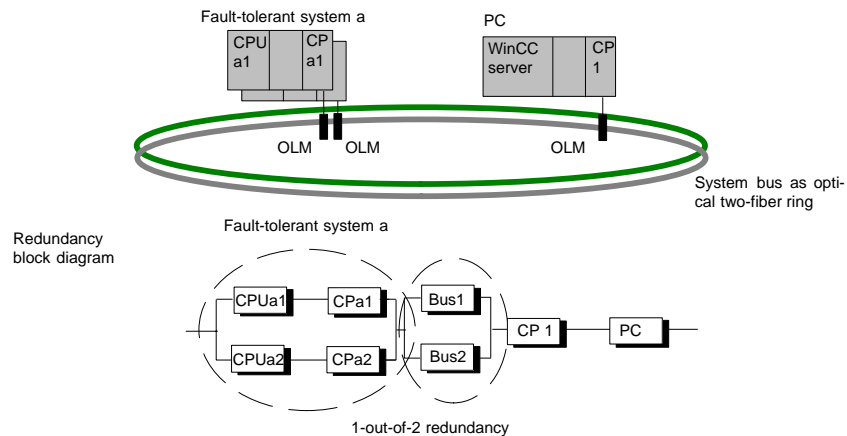 Fault-tolerant system a
PC
CPU
a1
CP
a1
WinCC
server
CP
1
OLM
OLM
OLM
System bus as opti-
cal two-fiber ring
Redundancy
block diagram
Fault-tolerant system a
CPUa1
CPa1
Bus1
CP 1
PC
CPUa2
CPa2
Bus2
1-out-of-2 redundancy